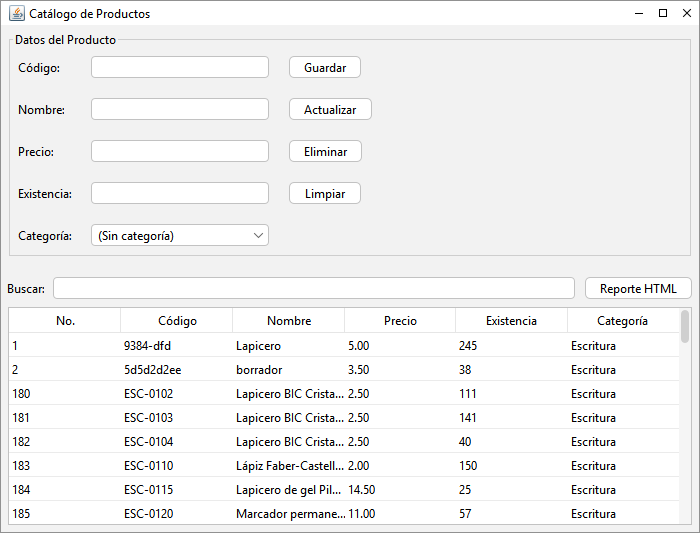 Catálogo de Productos
Datos del Producto
Código: Guardar
Nombre: Actualizar
Precio: Eliminar
Existencia: Limpiar
Categoría: (Sin categoría)
Buscar: Reporte HTML
No. Código Nombre Precio Existencia Categoría
1 9384-dfd Lapicero 5.00 245 Escritura
2 5d5d2d2ee borrador 3.50 38 Escritura
180 ESC-0102 Lapicero BIC Crista... 2.50 111 Escritura
181 ESC-0103 Lapicero BIC Crista... 2.50 141 Escritura
182 ESC-0104 Lapicero BIC Crista... 2.50 40 Escritura
183 ESC-0110 Lápiz Faber-Castell... 2.00 150 Escritura
184 ESC-0115 Lapicero de gel Pil... 14.50 25 Escritura
185 ESC-0120 Marcador permane... 11.00 57 Escritura